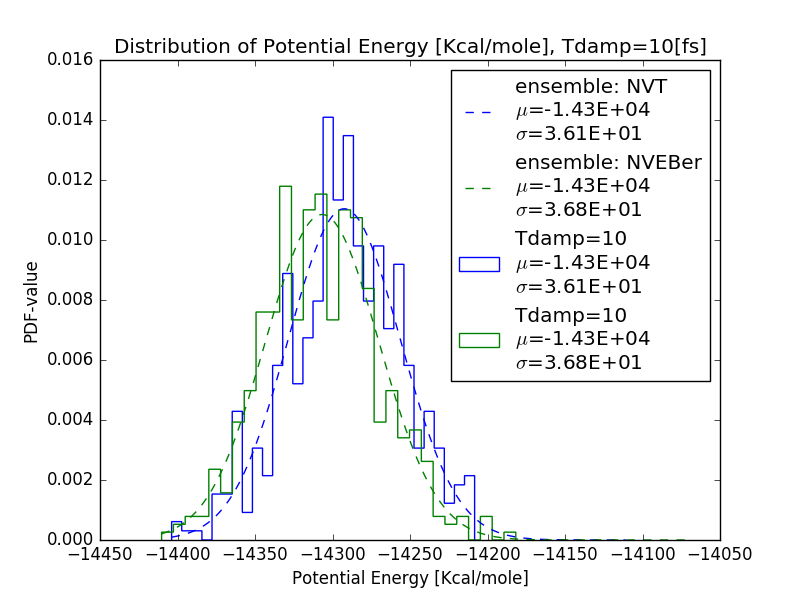 Distribution of Potential Energy [Kcal/mole], Tdamp=10[fs]
0.016
0.014
0.012
0.010
0.008
0.006
0.004
0.002
0.000
PDF-value
ensemble: NVT
μ=-1.43E+04
σ=3.61E+01
ensemble: NVEBer
μ=-1.43E+04
σ=3.68E+01
Tdamp=10
μ=-1.43E+04
σ=3.61E+01
Tdamp=10
μ=-1.43E+04
σ=3.68E+01
−14450 −14400 −14350 −14300 −14250 −14200 −14150 −14100 −14050
Potential Energy [Kcal/mole]